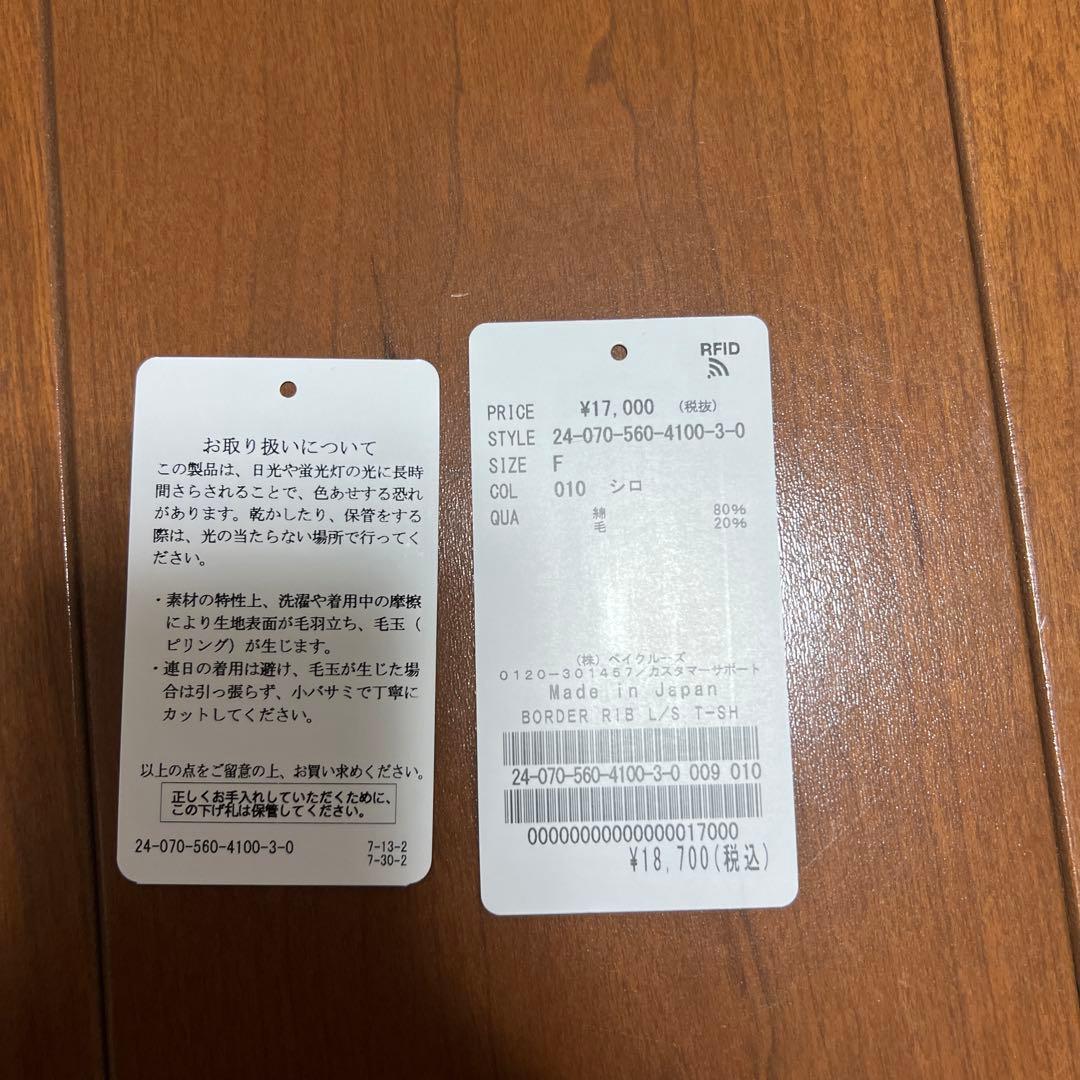 お取り扱いについて
この製品は、日光や蛍光灯の光に長時
間さらされることで、色あせする恐れ
があります。乾かしたり、保管をする
際は、光の当たらない場所で行ってく
ださい。
・素材の特性上、洗濯や着用中の摩擦
により生地表面が毛羽立ち、毛玉（
ピリング）が生じます。
・連日の着用は避け、毛玉が生じた場
合は引っ張らず、小バサミで丁寧に
カットしてください。
以上の点をご留意の上、お買い求めください。
正しくお手入れしていただくために、
この下げ札は保管してください。
24-070-560-4100-3-0 7-13-2
7-30-2
RFID
PRICE ¥17,000 (税抜)
STYLE 24-070-560-4100-3-0
SIZE F
COL 010 シロ
QUA 綿 80%
毛 20%
(株) ベイクルーズ
0120-301457/カスタマーサポート
Made in Japan
BORDER RIB L/S T-SH
24-070-560-4100-3-0 009 010
00000000000000017000
¥18,700(税込)